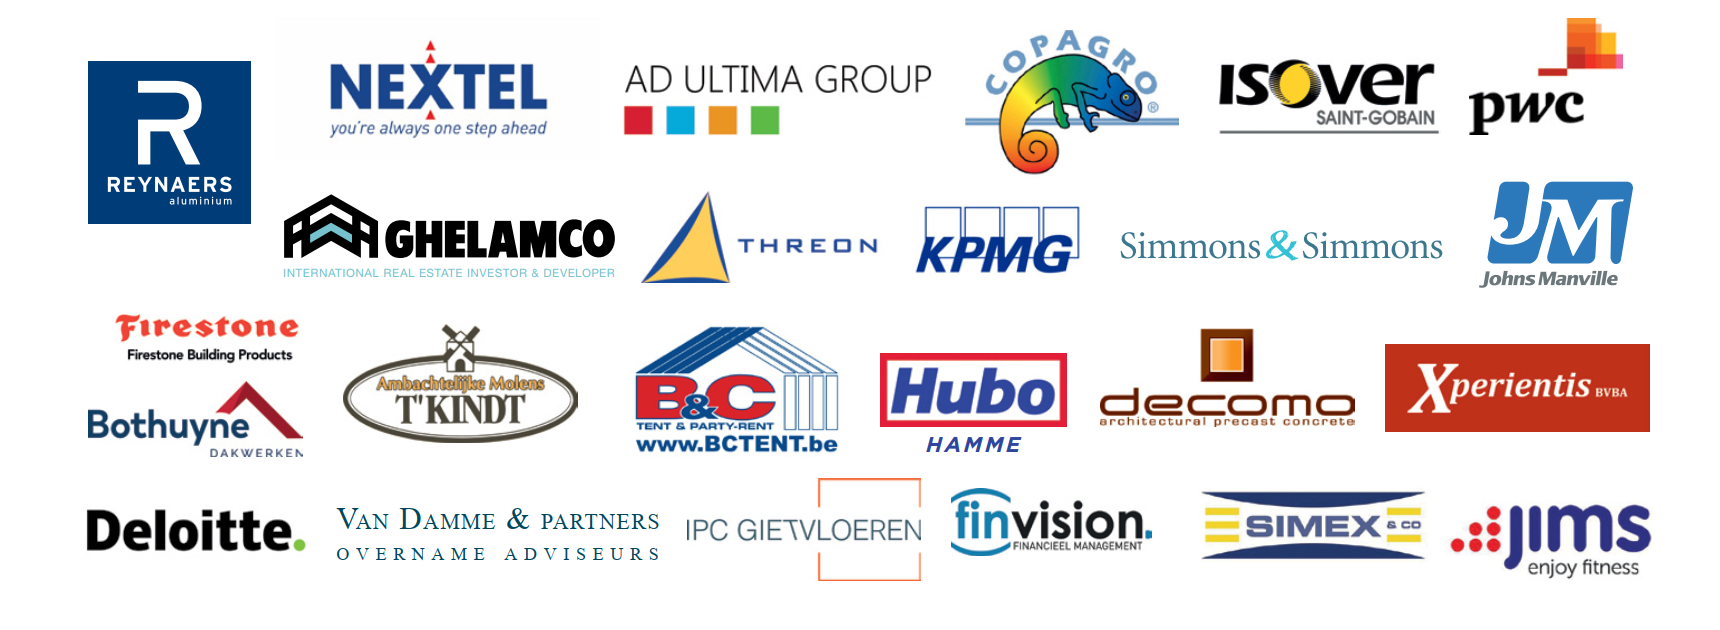 R
REYNAERS
aluminium
NEXTEL
you're always one step ahead
AD ULTIMA GROUP
COPAGRO
®
ISOVER
SAINT-GOBAIN
pwc
GHELAMCO
INTERNATIONAL REAL ESTATE INVESTOR & DEVELOPER
THREON
KPMG
Simmons & Simmons
JM
Johns Manville
Firestone
Firestone Building Products
Bothuyne
DAKWERKEN
Ambachtelijke Molens
T'KINDT
B&C
TENT & PARTY-RENT
www.BCTENT.be
Hubo
HAMME
decomo
architectural precast concrete
Xperientis BVBA
Deloitte.
VAN DAMME & PARTNERS
OVERNAME ADVISEURS
IPC GIETVLOEREN
finvision.
FINANCIEEL MANAGEMENT
SIMEX & CO
jims
enjoy fitness